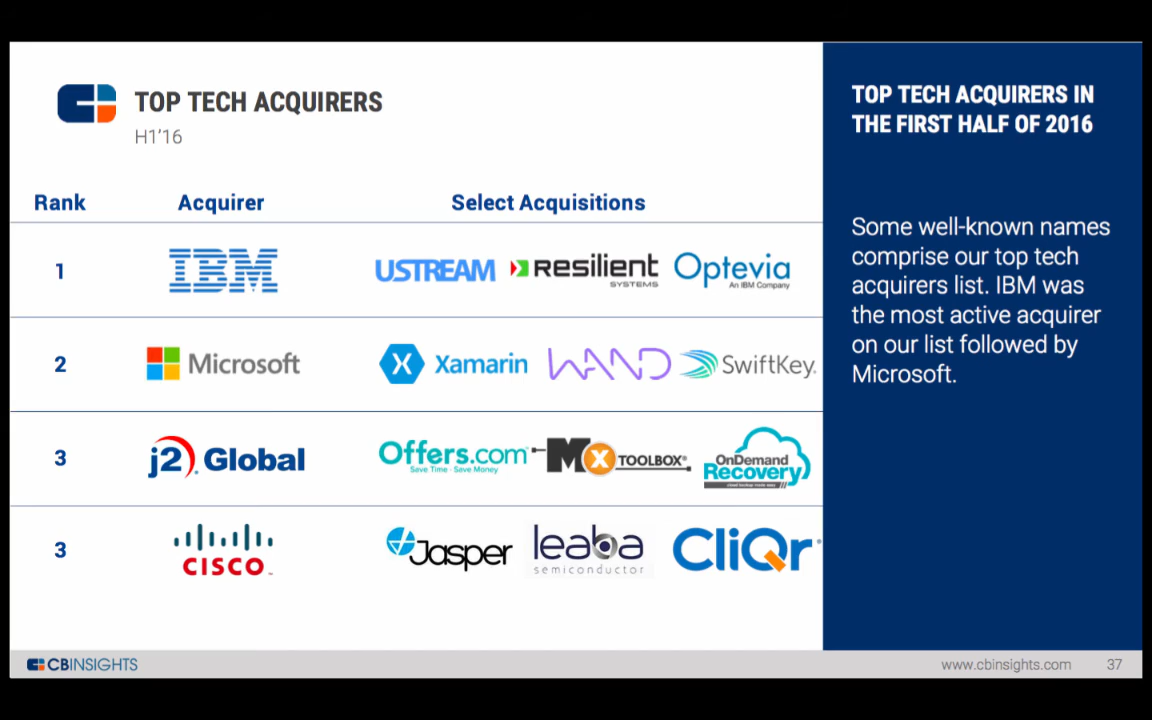 TOP TECH ACQUIRERS
H1'16
Rank Acquirer Select Acquisitions
1 IBM USTREAM Resilient SYSTEMS Optevia An IBM Company
2 Microsoft Xamarin WAND SwiftKey
3 j2 Global Offers.com Save Time · Save Money MX TOOLBOX® OnDemand Recovery
3 CISCO Jasper leaba semiconductor CliQr
TOP TECH ACQUIRERS IN
THE FIRST HALF OF 2016
Some well-known names
comprise our top tech
acquirers list. IBM was
the most active acquirer
on our list followed by
Microsoft.
CBINSIGHTS www.cbinsights.com 37